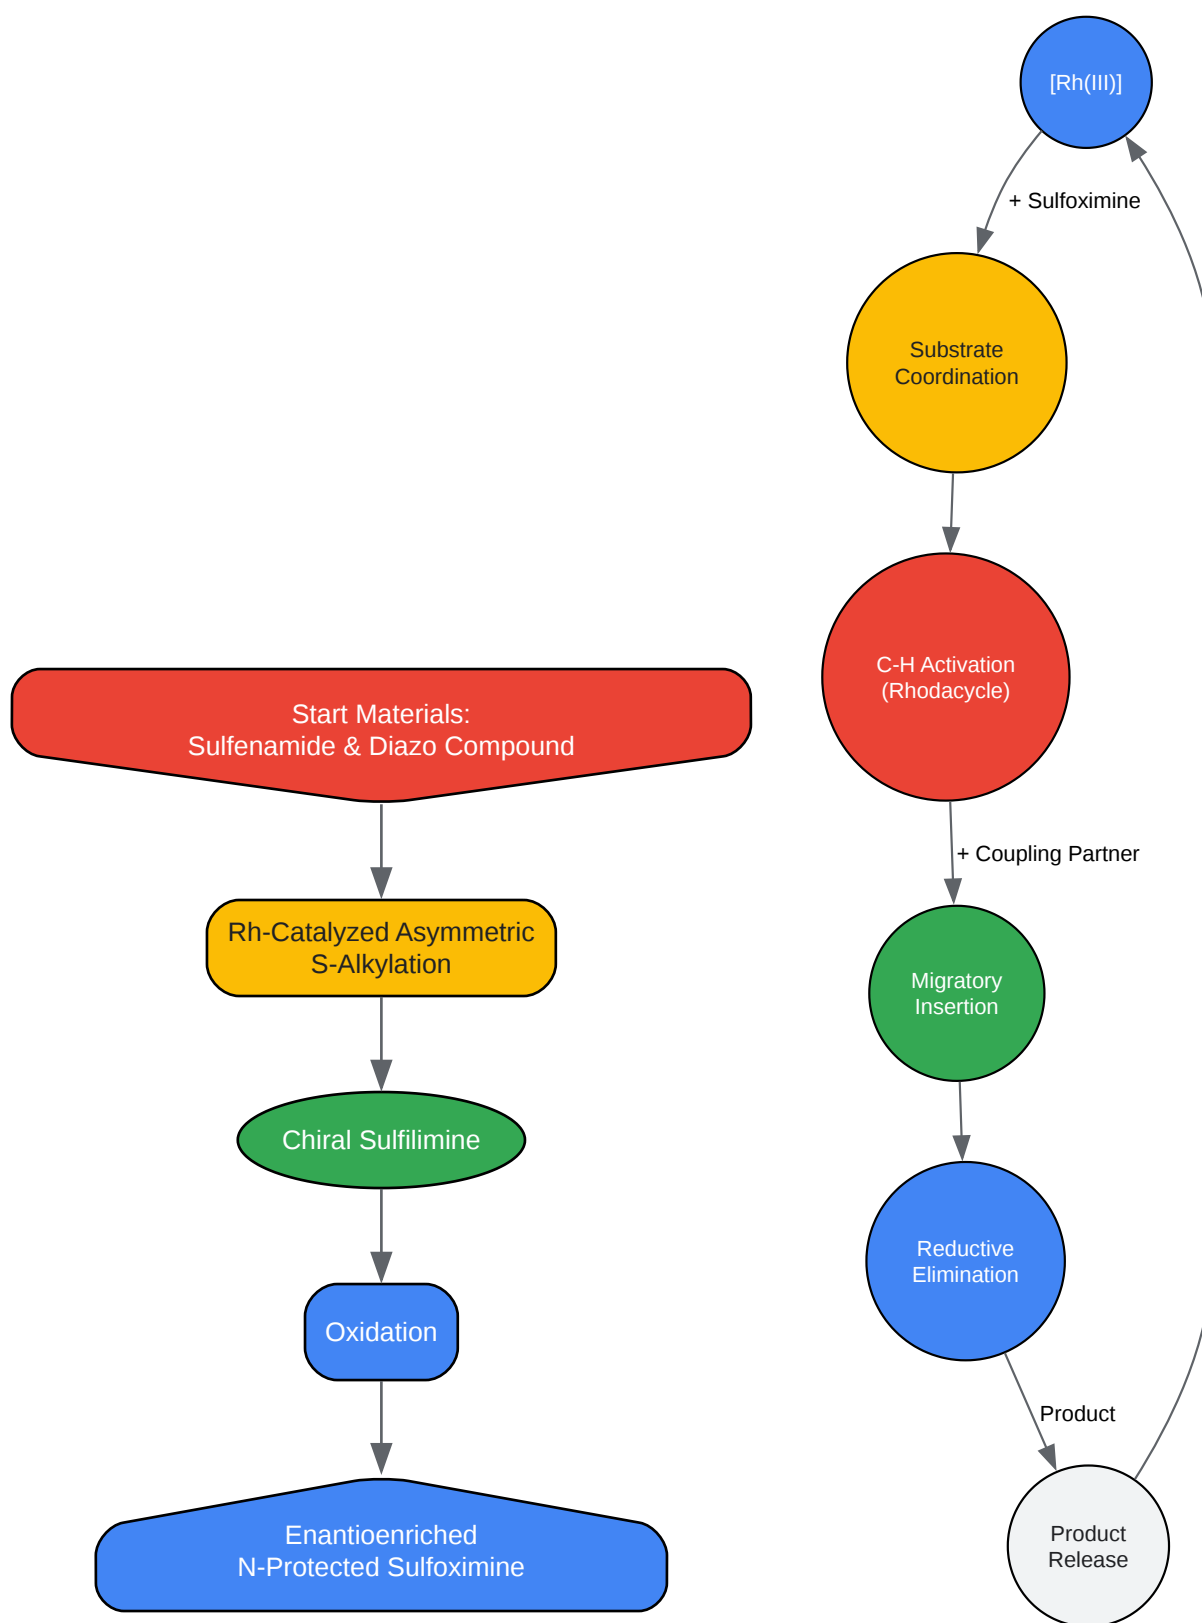 Start Materials:
Sulfenamide & Diazo Compound
Rh-Catalyzed Asymmetric
S-Alkylation
Chiral Sulfilimine
Oxidation
Enantioenriched
N-Protected Sulfoximine
[Rh(III)]
+ Sulfoximine
Substrate
Coordination
C-H Activation
(Rhodacycle)
+ Coupling Partner
Migratory
Insertion
Reductive
Elimination
Product
Product
Release